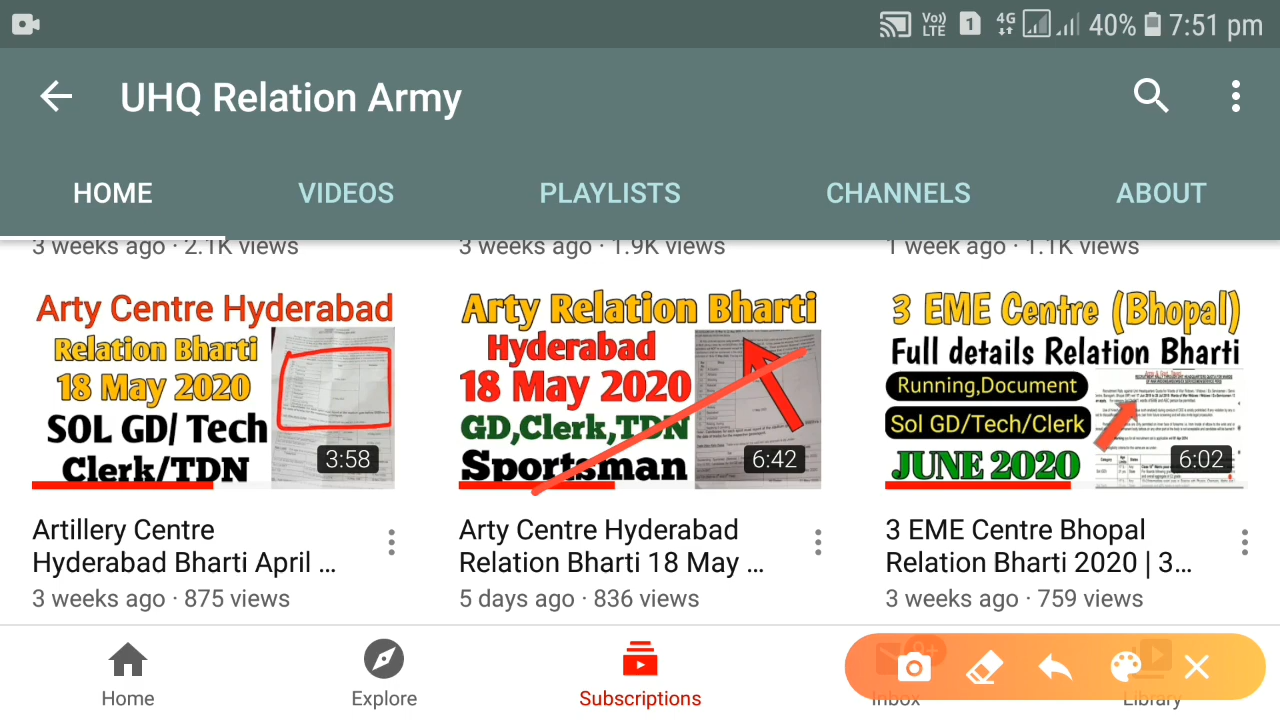 Vo)) LTE 1 4G 40% 7:51 pm
UHQ Relation Army
HOME VIDEOS PLAYLISTS CHANNELS ABOUT
3 weeks ago · 2.1K views
3 weeks ago · 1.9K views
1 week ago · 1.1K views
Arty Centre Hyderabad
Relation Bharti
18 May 2020
SOL GD/ Tech
Clerk/TDN
3:58
Artillery Centre
Hyderabad Bharti April ...
3 weeks ago · 875 views
Arty Relation Bharti
Hyderabad
18 May 2020
GD,Clerk,TDN
Sportsman
6:42
Arty Centre Hyderabad
Relation Bharti 18 May ...
5 days ago · 836 views
3 EME Centre (Bhopal)
Full details Relation Bharti
Running,Document
Sol GD/Tech/Clerk
JUNE 2020
6:02
3 EME Centre Bhopal
Relation Bharti 2020 | 3...
3 weeks ago · 759 views
Home Explore Subscriptions Inbox Library